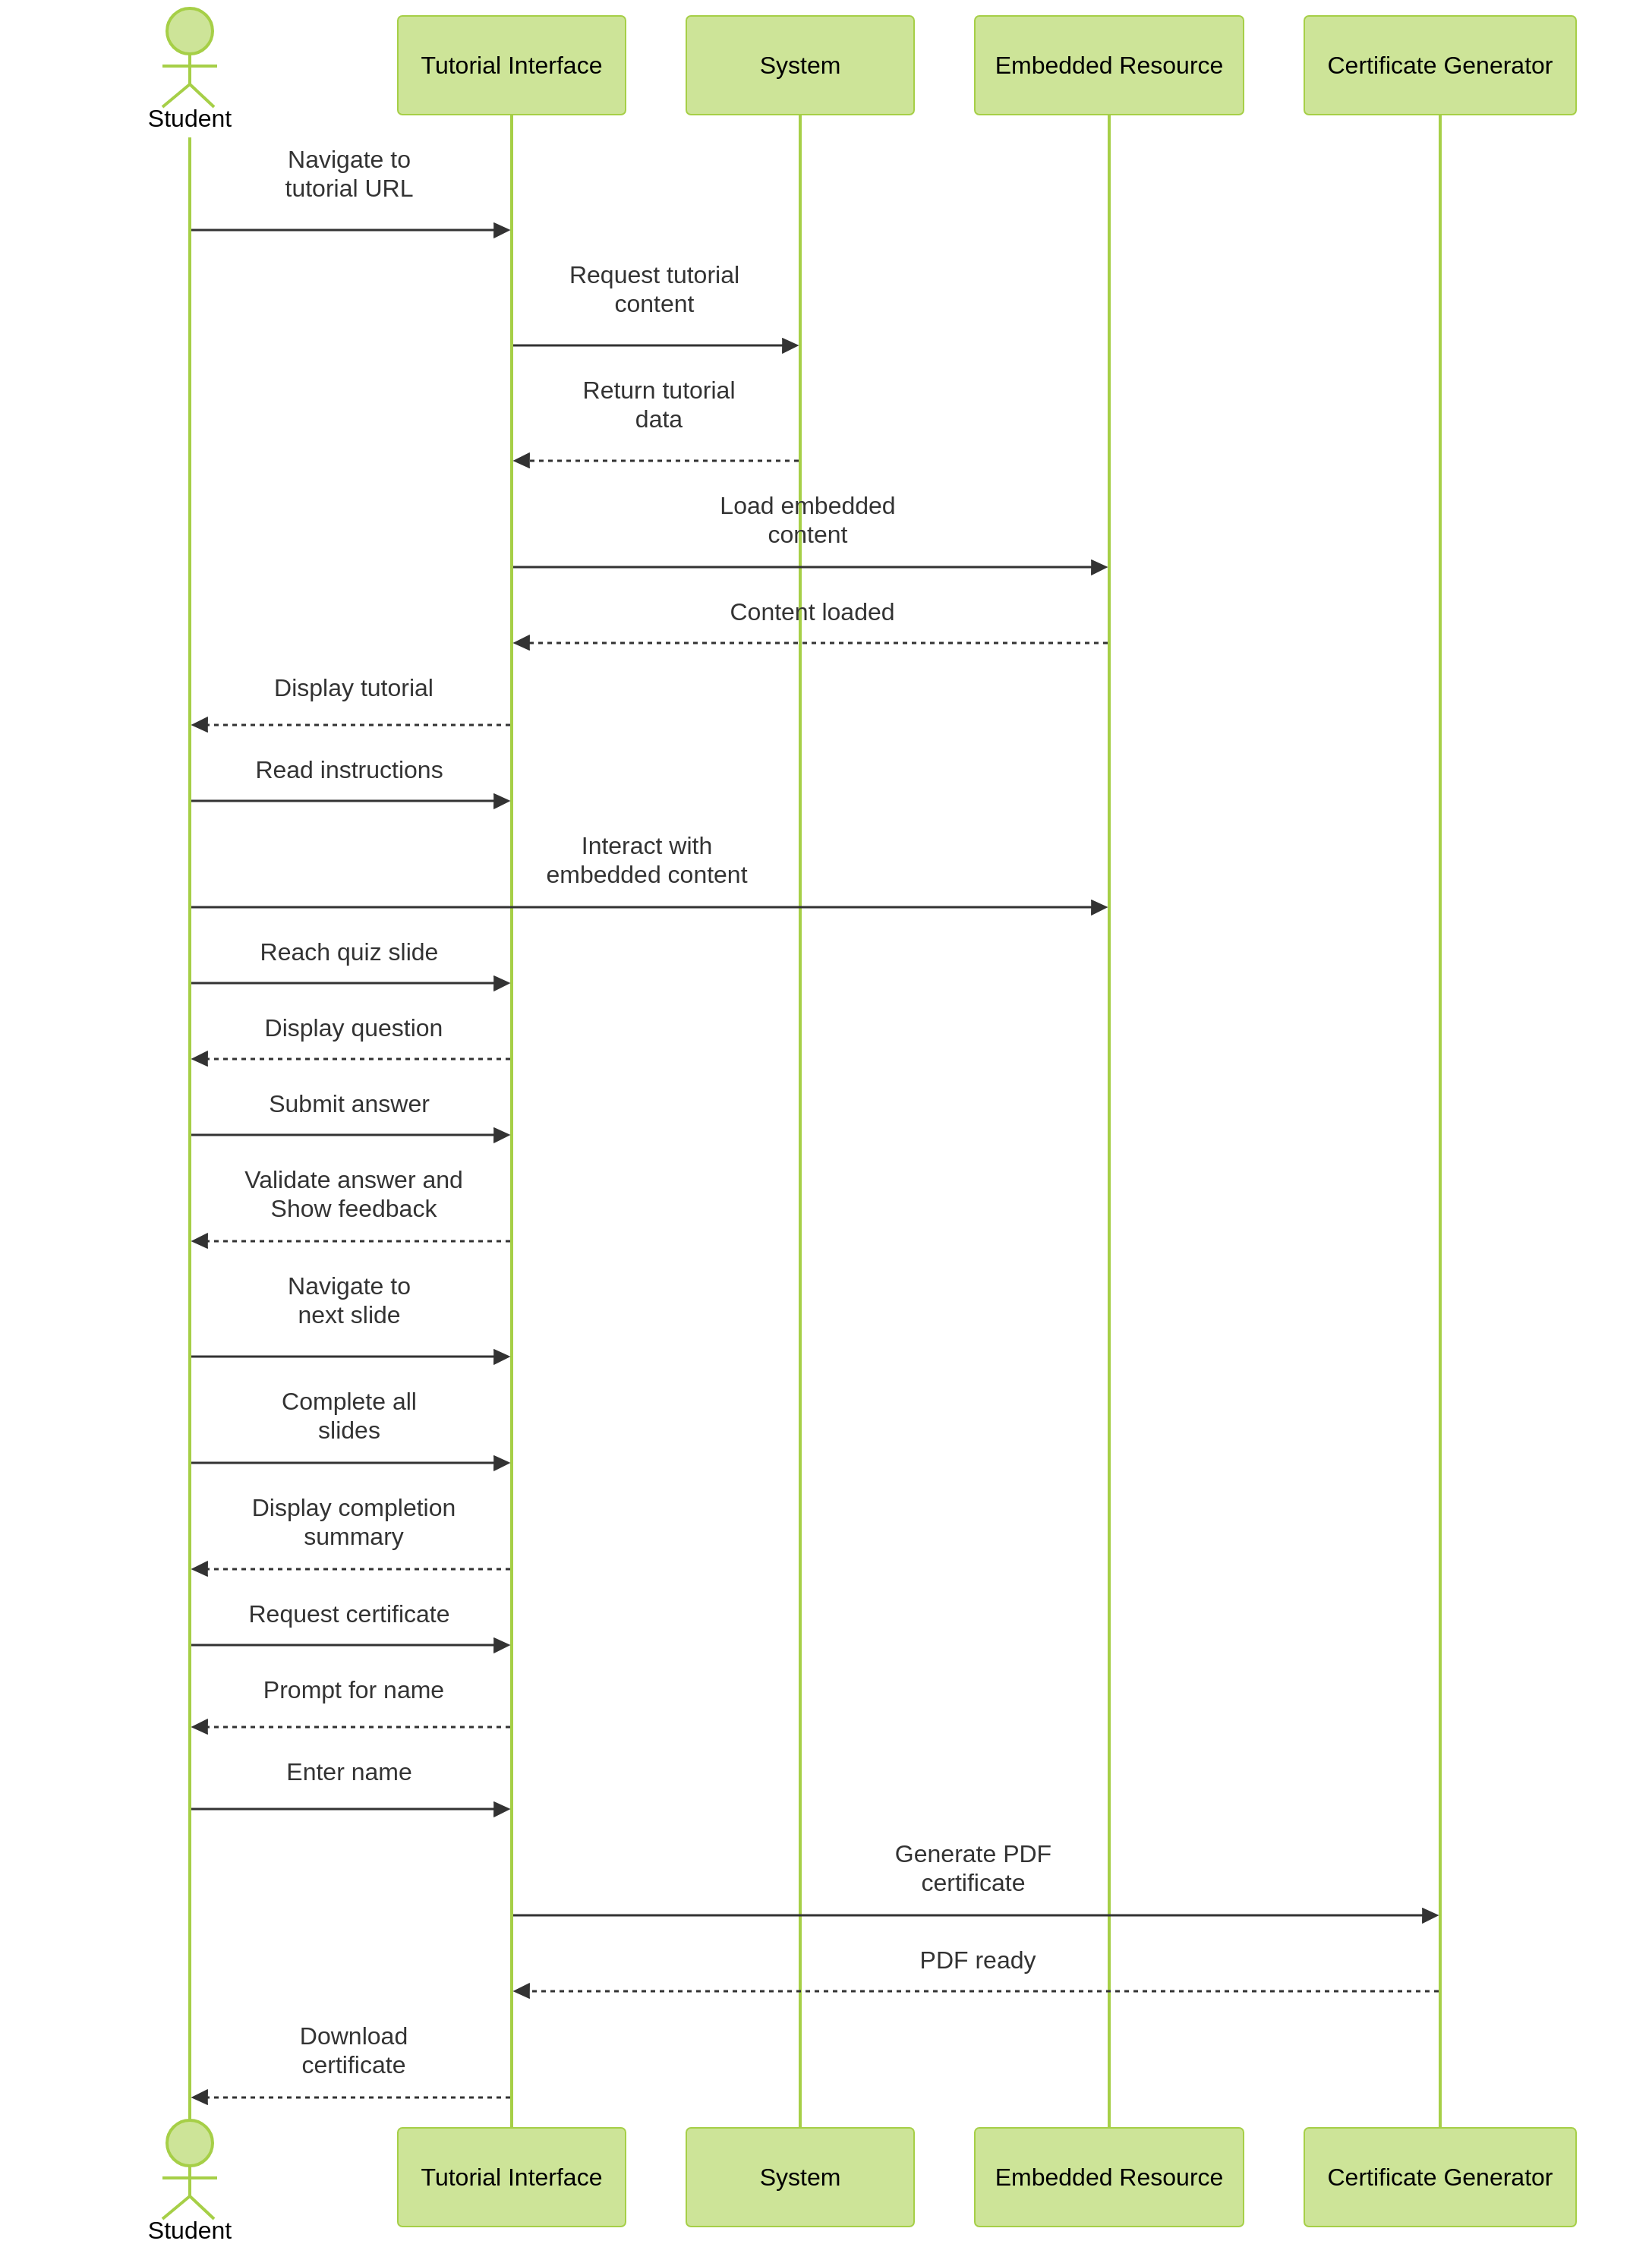 Student
Tutorial Interface
System
Embedded Resource
Certificate Generator
Navigate to
tutorial URL
Request tutorial
content
Return tutorial
data
Load embedded
content
Content loaded
Display tutorial
Read instructions
Interact with
embedded content
Reach quiz slide
Display question
Submit answer
Validate answer and
Show feedback
Navigate to
next slide
Complete all
slides
Display completion
summary
Request certificate
Prompt for name
Enter name
Generate PDF
certificate
PDF ready
Download
certificate
Student
Tutorial Interface
System
Embedded Resource
Certificate Generator